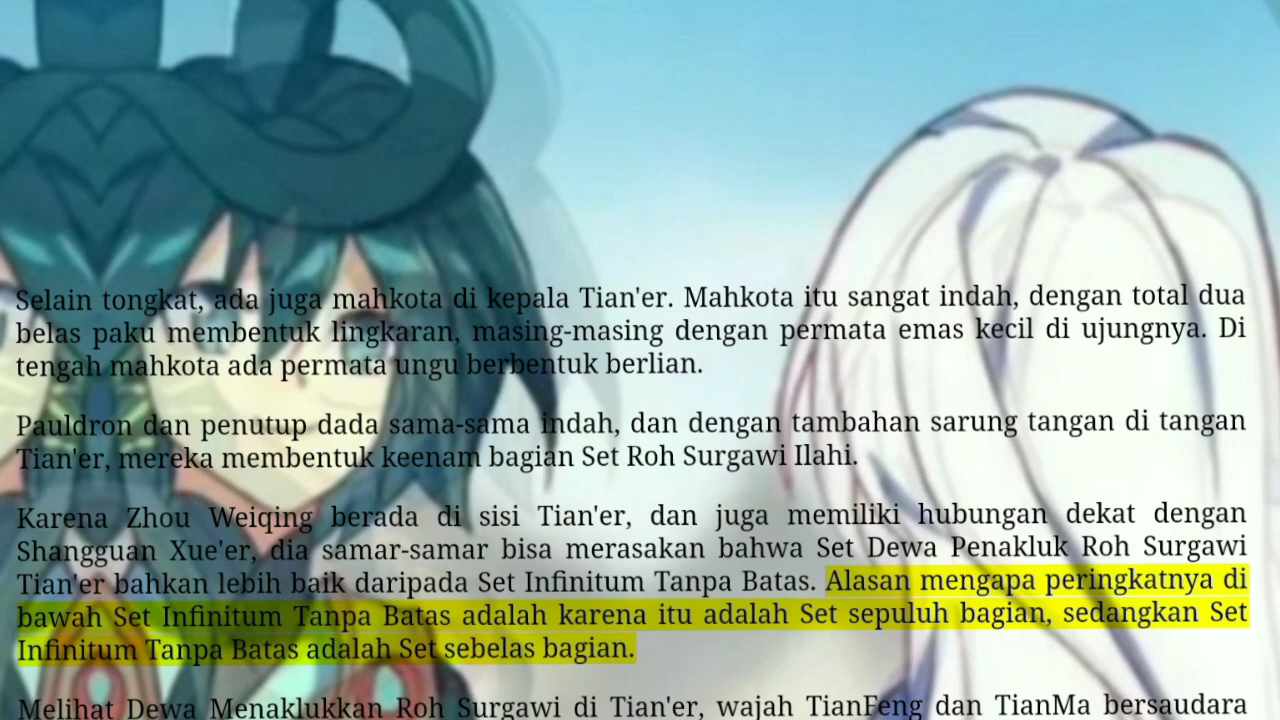 Selain tongkat, ada juga mahkota di kepala Tian'er. Mahkota itu sangat indah, dengan total dua
belas paku membentuk lingkaran, masing-masing dengan permata emas kecil di ujungnya. Di
tengah mahkota ada permata ungu berbentuk berlian.
Pauldron dan penutup dada sama-sama indah, dan dengan tambahan sarung tangan di tangan
Tian'er, mereka membentuk keenam bagian Set Roh Surgawi Ilahi.
Karena Zhou Weiqing berada di sisi Tian'er, dan juga memiliki hubungan dekat dengan
Shangguan Xue'er, dia samar-samar bisa merasakan bahwa Set Dewa Penakluk Roh Surgawi
Tian'er bahkan lebih baik daripada Set Infinitum Tanpa Batas. Alasan mengapa peringkatnya di
bawah Set Infinitum Tanpa Batas adalah karena itu adalah Set sepuluh bagian, sedangkan Set
Infinitum Tanpa Batas adalah Set sebelas bagian.
Melihat Dewa Menaklukkan Roh Surgawi di Tian'er, wajah TianFeng dan TianMa bersaudara